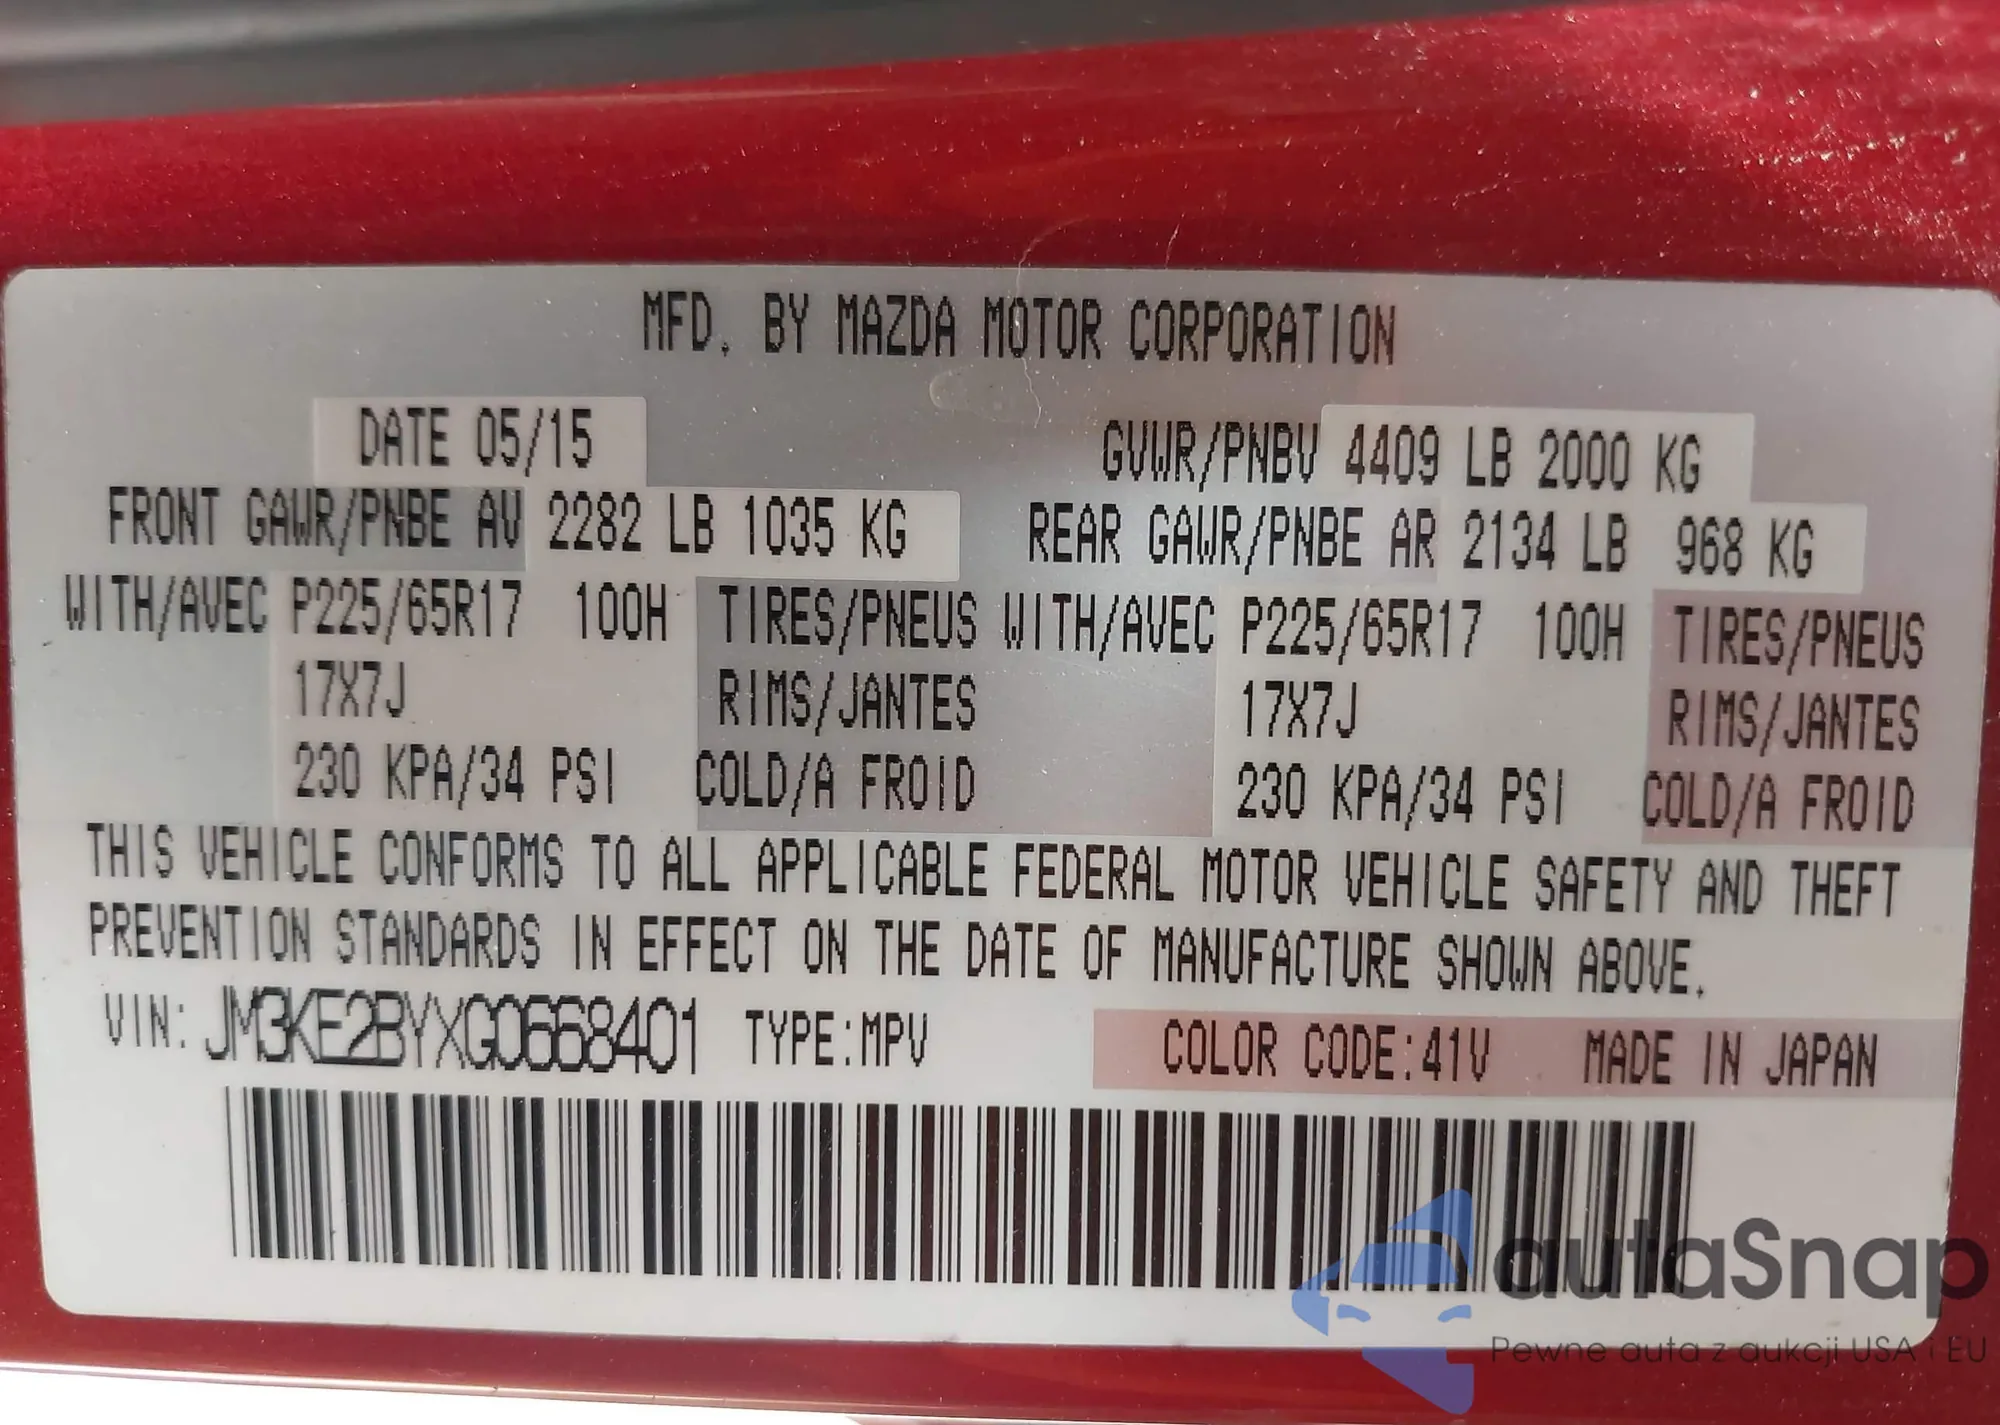 MFD. BY MAZDA MOTOR CORPORATION
DATE 05/15 GVWR/PNBV 4409 LB 2000 KG
FRONT GAWR/PNBE AV 2282 LB 1035 KG REAR GAWR/PNBE AR 2134 LB 968 KG
WITH/AVEC P225/65R17 100H TIRES/PNEUS WITH/AVEC P225/65R17 100H TIRES/PNEUS
17X7J RIMS/JANTES 17X7J RIMS/JANTES
230 KPA/34 PSI COLD/A FROID 230 KPA/34 PSI COLD/A FROID
THIS VEHICLE CONFORMS TO ALL APPLICABLE FEDERAL MOTOR VEHICLE SAFETY AND THEFT
PREVENTION STANDARDS IN EFFECT ON THE DATE OF MANUFACTURE SHOWN ABOVE.
VIN: JM3KE2BYXG0668401 TYPE:MPV COLOR CODE:41V MADE IN JAPAN
autaSnap
Pewne auta z aukcji USA i EU